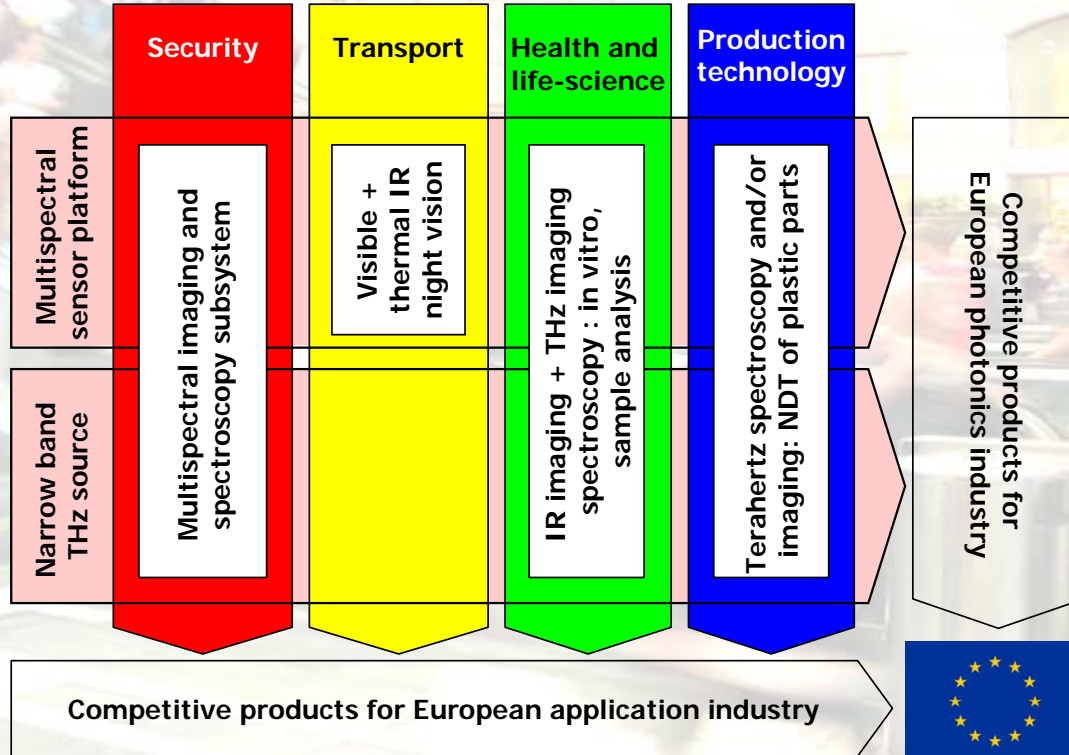 Security
Transport
Health and
life-science
Production
technology
Multispectral
sensor platform
Narrow band
THz source
Multispectral imaging and
spectroscopy subsystem
Visible +
thermal IR
night vision
IR imaging + THz imaging
spectroscopy : in vitro,
sample analysis
Terahertz spectroscopy and/or
imaging: NDT of plastic parts
Competitive products for
European photonics industry
Competitive products for European application industry